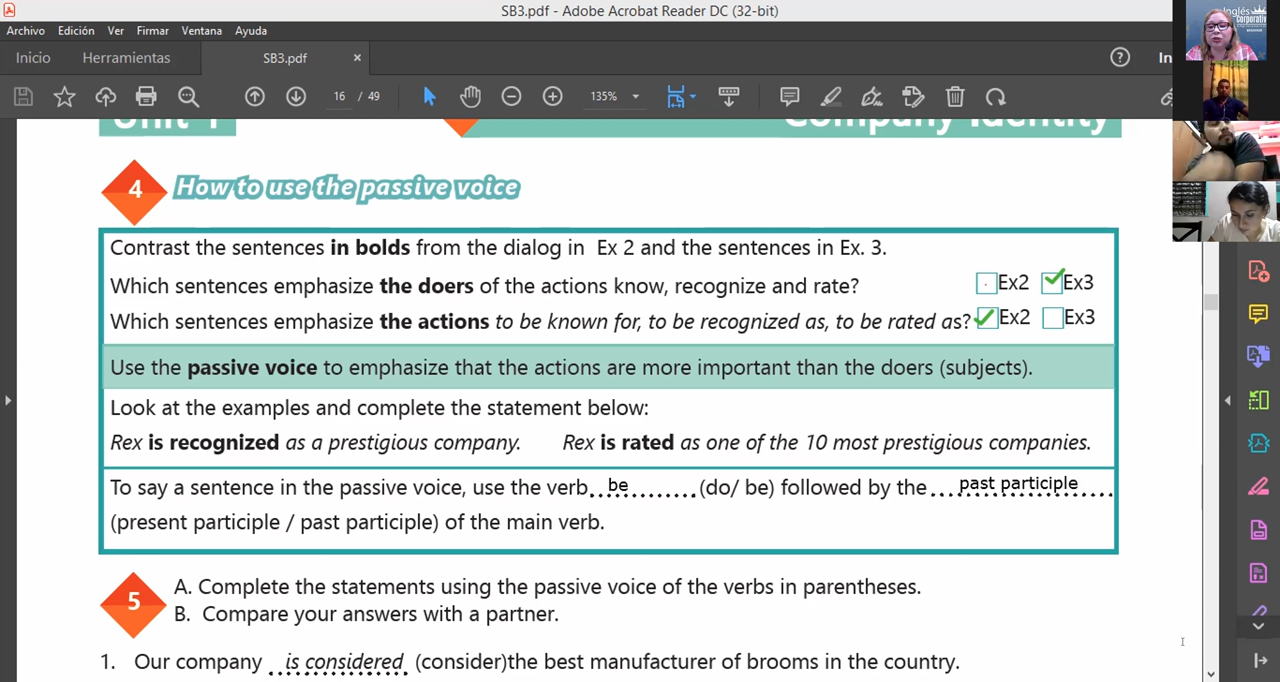 SB3.pdf - Adobe Acrobat Reader DC (32-bit)
Archivo Edición Ver Firmar Ventana Ayuda
Inicio Herramientas SB3.pdf × ? In
16 / 49 135%
Inglés
Corporativo
Unit 1 Company Identity
4 How to use the passive voice
Contrast the sentences in bolds from the dialog in Ex 2 and the sentences in Ex. 3.
Which sentences emphasize the doers of the actions know, recognize and rate? Ex2 Ex3
Which sentences emphasize the actions to be known for, to be recognized as, to be rated as? Ex2 Ex3
Use the passive voice to emphasize that the actions are more important than the doers (subjects).
Look at the examples and complete the statement below:
Rex is recognized as a prestigious company. Rex is rated as one of the 10 most prestigious companies.
To say a sentence in the passive voice, use the verb be (do/ be) followed by the past participle
(present participle / past participle) of the main verb.
5 A. Complete the statements using the passive voice of the verbs in parentheses.
B. Compare your answers with a partner.
1. Our company is considered (consider)the best manufacturer of brooms in the country.